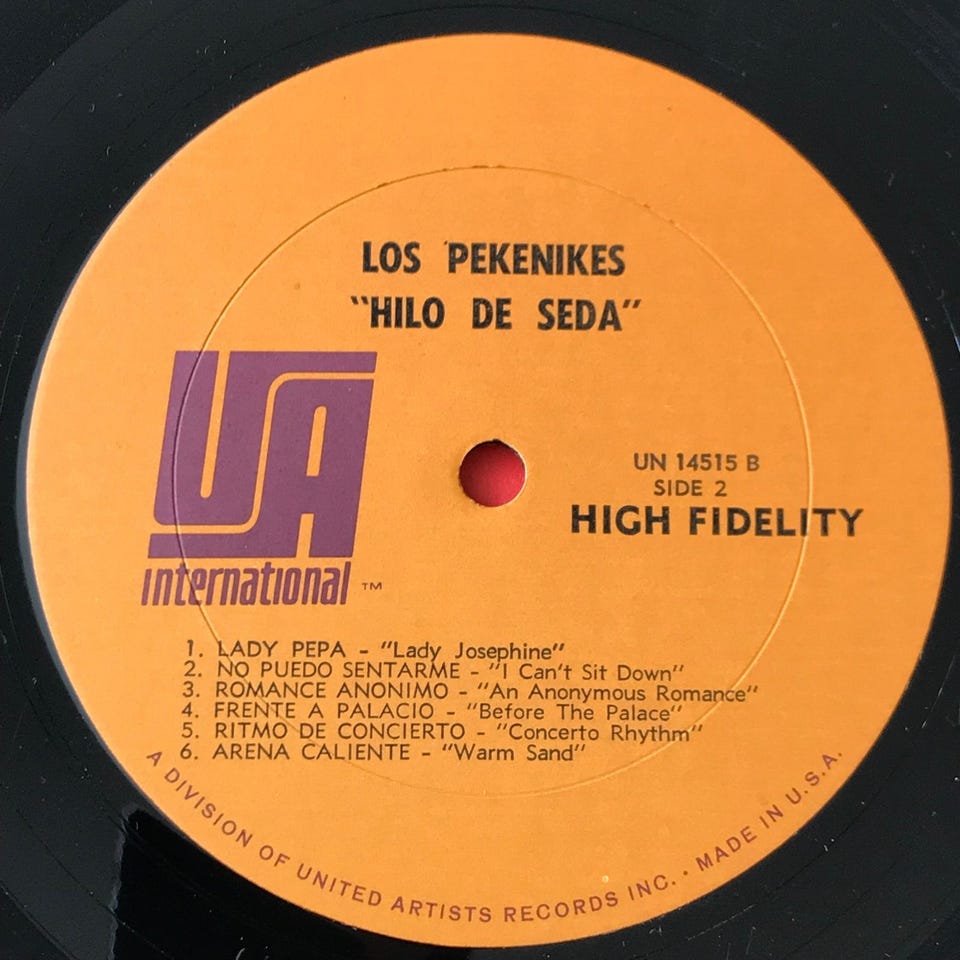 LOS PEKENIKES
"HILO DE SEDA"
UA
international ™
UN 14515 B
SIDE 2
HIGH FIDELITY
1. LADY PEPA - "Lady Josephine"
2. NO PUEDO SENTARME - "I Can't Sit Down"
3. ROMANCE ANONIMO - "An Anonymous Romance"
4. FRENTE A PALACIO - "Before The Palace"
5. RITMO DE CONCIERTO - "Concerto Rhythm"
6. ARENA CALIENTE - "Warm Sand"
A DIVISION OF UNITED ARTISTS RECORDS INC. • MADE IN U.S.A.